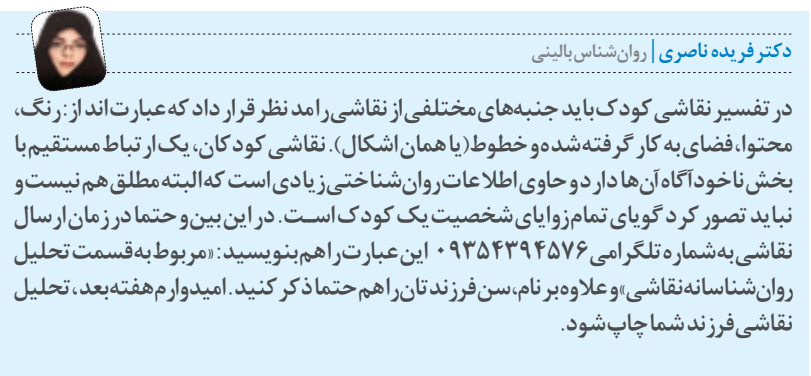 دکتر فریده ناصری | روان‌شناس بالینی
در تفسیر نقاشی کودک باید جنبه‌های مختلفی از نقاشی را مد نظر قرار داد که عبارت‌اند از: رنگ،
محتوا، فضای به کار گرفته شده و خطوط (یا همان اشکال). نقاشی کودکان، یک ارتباط مستقیم با
بخش ناخودآگاه آن‌ها دارد و حاوی اطلاعات روان‌شناختی زیادی است که البته مطلق هم نیست و
نباید تصور کرد گویای تمام زوایای شخصیت یک کودک است. در این بین و حتما در زمان ارسال
نقاشی به شماره تلگرامی ۰۹۳۵۴۳۹۴۵۷۶ این عبارت را هم بنویسید: «مربوط به قسمت تحلیل
روان‌شناسانه نقاشی» و علاوه بر نام، سن فرزندتان را هم حتما ذکر کنید. امیدوارم هفته بعد، تحلیل
نقاشی فرزند شما چاپ شود.